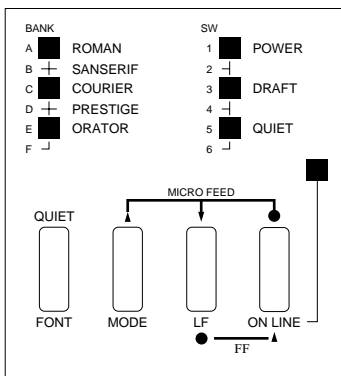 BANK SW
A ROMAN 1 POWER
B SANSERIF 2
C COURIER 3 DRAFT
D PRESTIGE 4
E ORATOR 5 QUIET
F 6
MICRO FEED
QUIET
FONT MODE LF ON LINE
FF